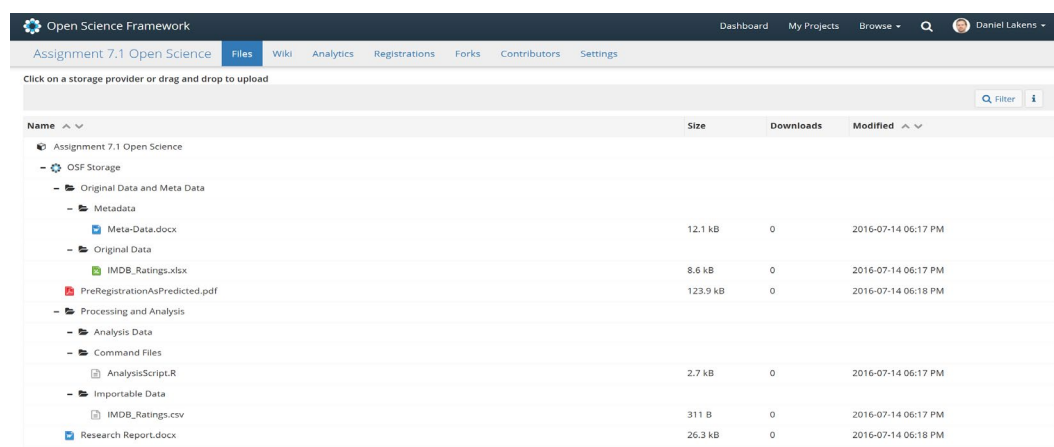 Open Science Framework Dashboard My Projects Browse Daniel Lakens
Assignment 7.1 Open Science Files Wiki Analytics Registrations Forks Contributors Settings
Click on a storage provider or drag and drop to upload
Filter i
Name Size Downloads Modified
Assignment 7.1 Open Science
– OSF Storage
– Original Data and Meta Data
– Metadata
Meta-Data.docx 12.1 kB 0 2016-07-14 06:17 PM
– Original Data
IMDB_Ratings.xlsx 8.6 kB 0 2016-07-14 06:17 PM
PreRegistrationAsPredicted.pdf 123.9 kB 0 2016-07-14 06:18 PM
– Processing and Analysis
– Analysis Data
– Command Files
AnalysisScript.R 2.7 kB 0 2016-07-14 06:17 PM
– Importable Data
IMDB_Ratings.csv 311 B 0 2016-07-14 06:17 PM
Research Report.docx 26.3 kB 0 2016-07-14 06:18 PM